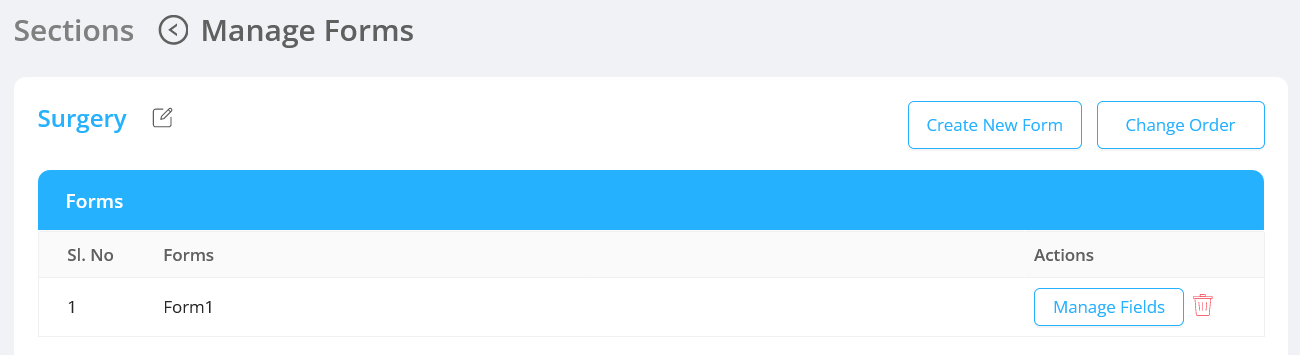 Sections Manage Forms
Surgery
Create New Form Change Order
Forms
Sl. No Forms Actions
1 Form1 Manage Fields